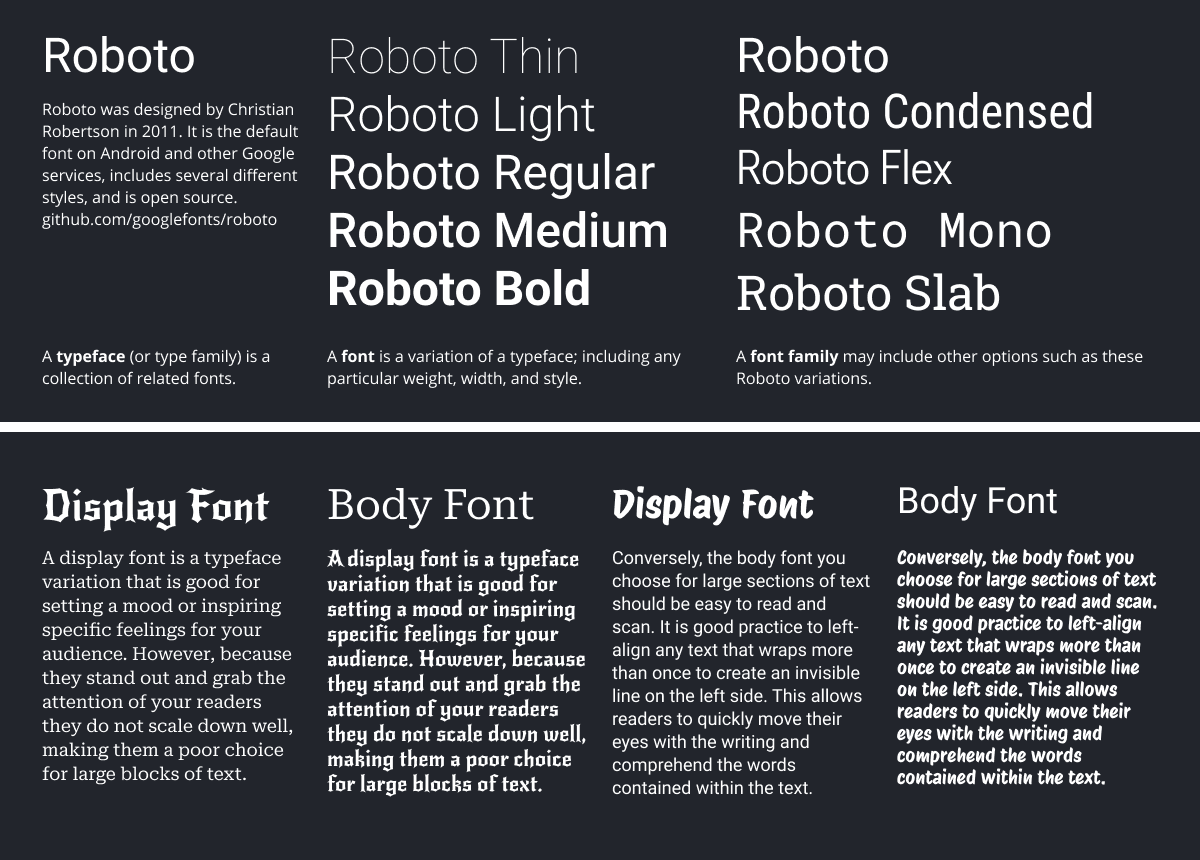 Roboto
Roboto was designed by Christian
Robertson in 2011. It is the default
font on Android and other Google
services, includes several different
styles, and is open source.
github.com/googlefonts/roboto
A typeface (or type family) is a
collection of related fonts.
Roboto Thin
Roboto Light
Roboto Regular
Roboto Medium
Roboto Bold
A font is a variation of a typeface; including any
particular weight, width, and style.
Roboto
Roboto Condensed
Roboto Flex
Roboto Mono
Roboto Slab
A font family may include other options such as these
Roboto variations.
Display Font
A display font is a typeface
variation that is good for
setting a mood or inspiring
specific feelings for your
audience. However, because
they stand out and grab the
attention of your readers
they do not scale down well,
making them a poor choice
for large blocks of text.
Body Font
A display font is a typeface
variation that is good for
setting a mood or inspiring
specific feelings for your
audience. However, because
they stand out and grab the
attention of your readers
they do not scale down well,
making them a poor choice
for large blocks of text.
Display Font
Conversely, the body font you
choose for large sections of text
should be easy to read and
scan. It is good practice to left-
align any text that wraps more
than once to create an invisible
line on the left side. This allows
readers to quickly move their
eyes with the writing and
comprehend the words
contained within the text.
Body Font
Conversely, the body font you
choose for large sections of text
should be easy to read and scan.
It is good practice to left-align
any text that wraps more than
once to create an invisible line
on the left side. This allows
readers to quickly move their
eyes with the writing and
comprehend the words
contained within the text.